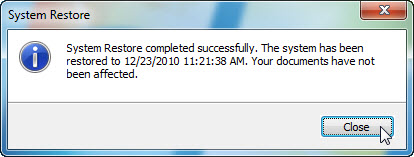 System Restore
System Restore completed successfully. The system has been
restored to 12/23/2010 11:21:38 AM. Your documents have not
been affected.
Close